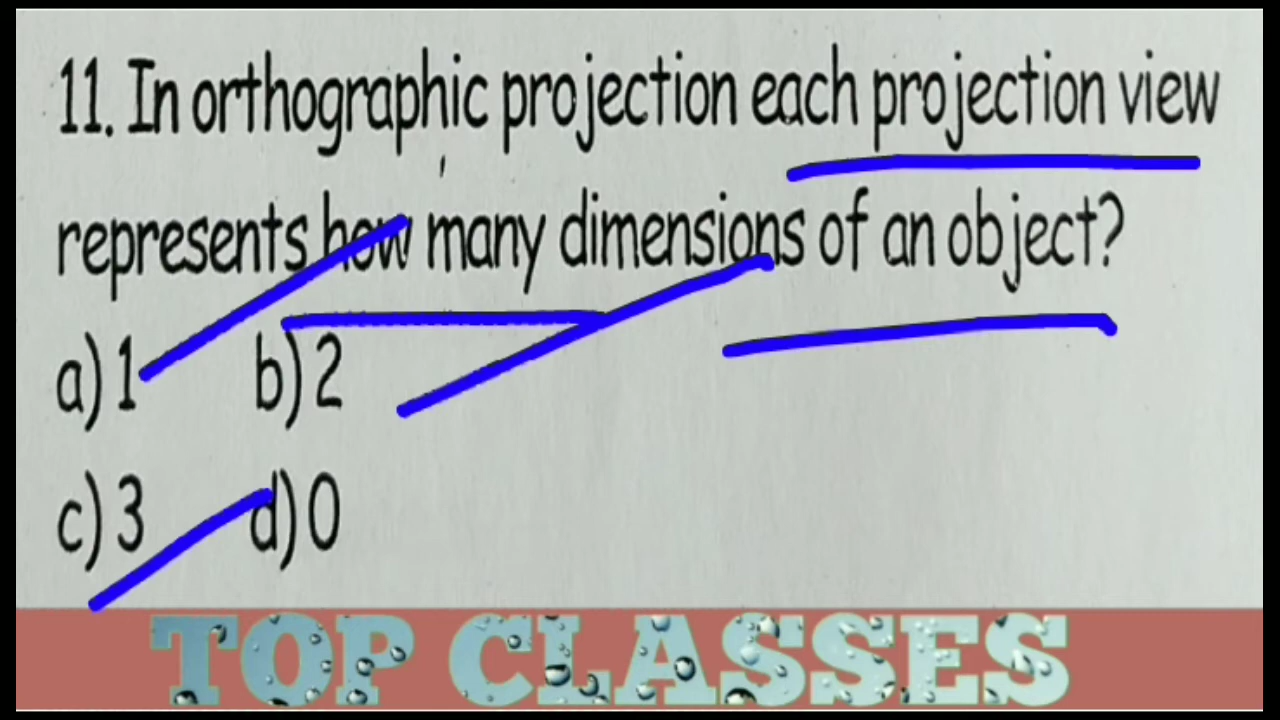 11. In orthographic projection each projection view
represents how many dimensions of an object?
a) 1 b) 2
c) 3 d) 0
TOP CLASSES